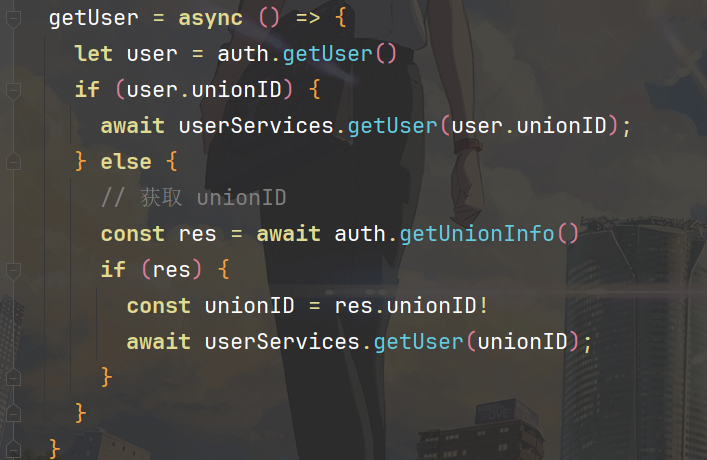 getUser = async () => {
let user = auth.getUser()
if (user.unionID) {
await userServices.getUser(user.unionID);
} else {
// 获取 unionID
const res = await auth.getUnionInfo()
if (res) {
const unionID = res.unionID!
await userServices.getUser(unionID);
}
}
}